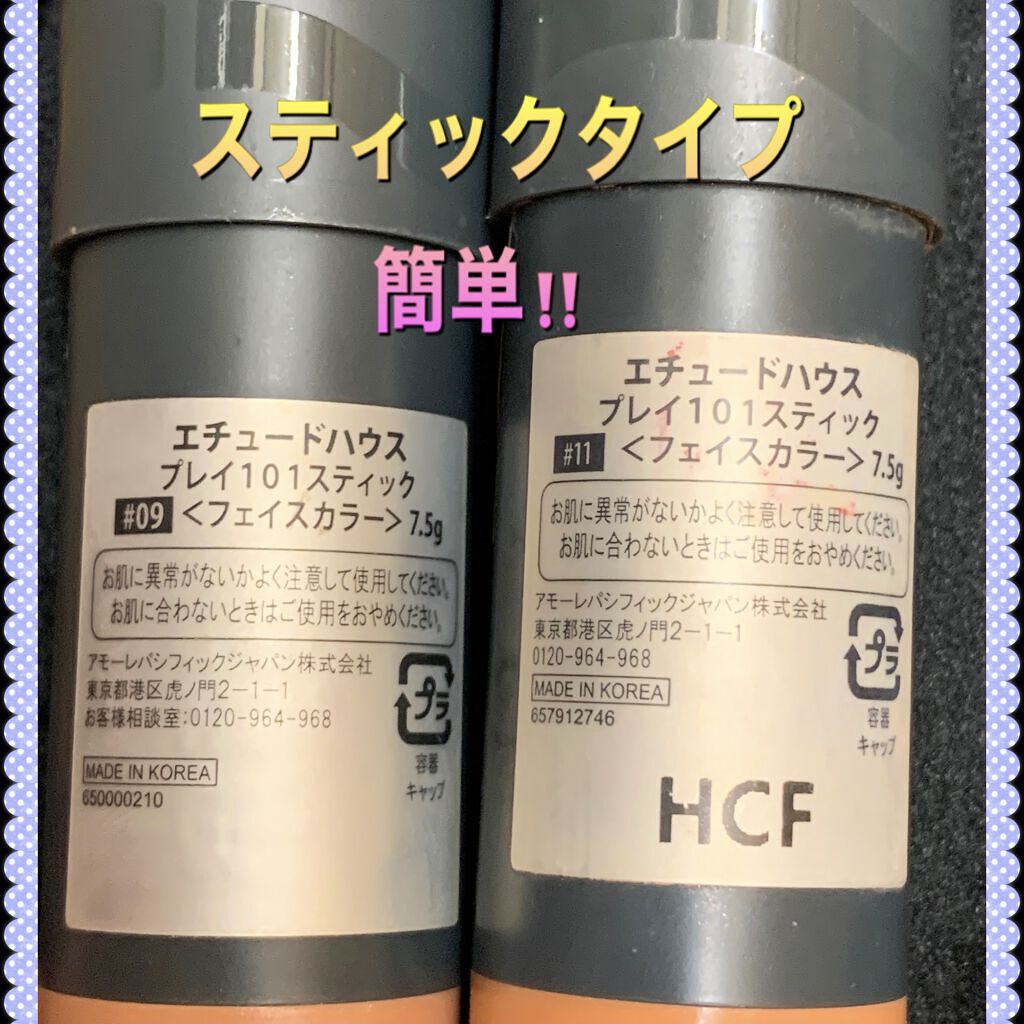 スティックタイプ
簡単!!
エチュードハウス
プレイ101スティック
#09 <フェイスカラー> 7.5g
お肌に異常がないかよく注意して使用してください。
お肌に合わないときはご使用をおやめください。
アモーレパシフィックジャパン株式会社
東京都港区虎ノ門2-1-1
お客様相談室:0120-964-968
プラ
容器
キャップ
MADE IN KOREA
650000210
エチュードハウス
プレイ101スティック
#11 <フェイスカラー> 7.5g
お肌に異常がないかよく注意して使用してください。
お肌に合わないときはご使用をおやめください。
アモーレパシフィックジャパン株式会社
東京都港区虎ノ門2-1-1
0120-964-968
プラ
容器
キャップ
MADE IN KOREA
657912746
HCF